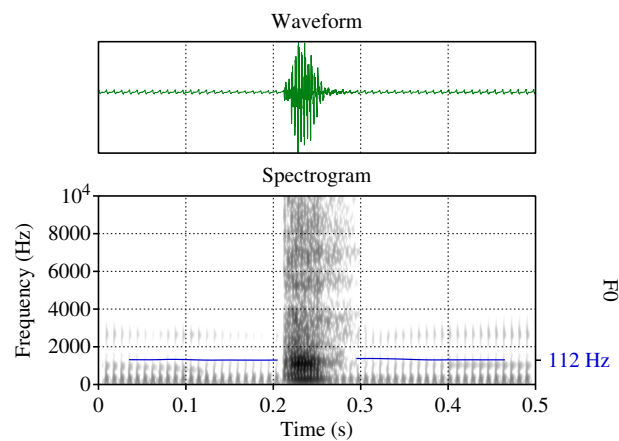 Waveform
Spectrogram
10⁴
8000
6000
4000
2000
0
Frequency (Hz)
F0
112 Hz
0 0.1 0.2 0.3 0.4 0.5
Time (s)